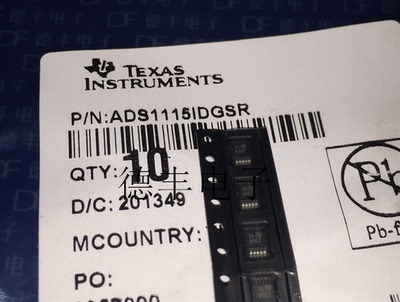 TEXAS
INSTRUMENTS
P/N:ADS1115IDGSR
QTY: 10
德丰电子
D/C: 201349
MCOUNTRY:
PO:
Pb-f